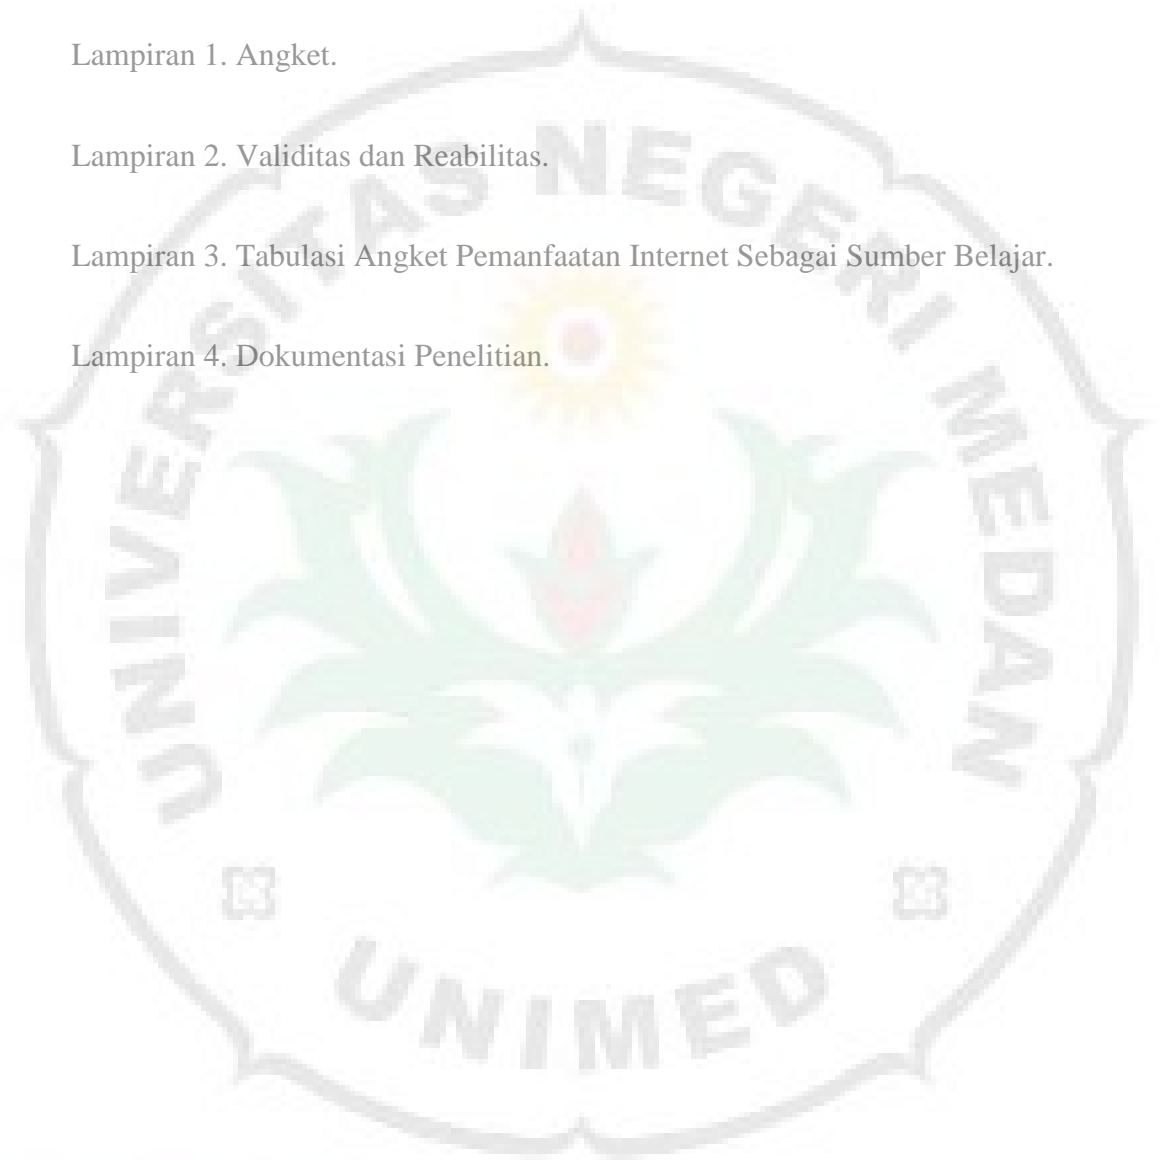 Lampiran 1. Angket.
Lampiran 2. Validitas dan Reabilitas.
Lampiran 3. Tabulasi Angket Pemanfaatan Internet Sebagai Sumber Belajar.
Lampiran 4. Dokumentasi Penelitian.
UNIVERSITAS NEGERI MEDAN
UNIMED